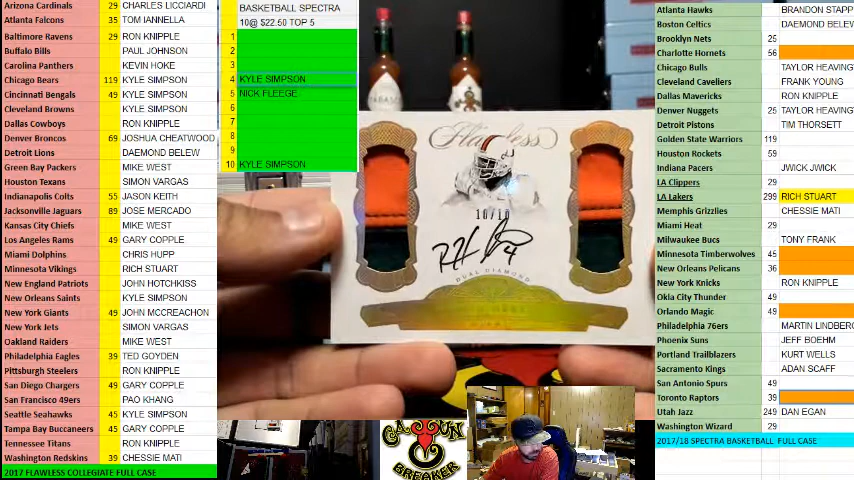 Arizona Cardinals 29 CHARLES LICCIARDI
Atlanta Falcons 35 TOM IANNELLA
Baltimore Ravens 29 RON KNIPPLE
Buffalo Bills PAUL JOHNSON
Carolina Panthers KEVIN HOKE
Chicago Bears 119 KYLE SIMPSON
Cincinnati Bengals 49 KYLE SIMPSON
Cleveland Browns KYLE SIMPSON
Dallas Cowboys RON KNIPPLE
Denver Broncos 69 JOSHUA CHEATWOOD
Detroit Lions DAEMOND BELEW
Green Bay Packers MIKE WEST
Houston Texans SIMON VARGAS
Indianapolis Colts 55 JASON KEITH
Jacksonville Jaguars 89 JOSE MERCADO
Kansas City Chiefs MIKE WEST
Los Angeles Rams 49 GARY COPPLE
Miami Dolphins CHRIS HUPP
Minnesota Vikings RICH STUART
New England Patriots JOHN HOTCHKISS
New Orleans Saints KYLE SIMPSON
New York Giants 49 JOHN MCCREACHON
New York Jets SIMON VARGAS
Oakland Raiders MIKE WEST
Philadelphia Eagles 39 TED GOYDEN
Pittsburgh Steelers RON KNIPPLE
San Diego Chargers 49 GARY COPPLE
San Francisco 49ers PAO KHANG
Seattle Seahawks 45 KYLE SIMPSON
Tampa Bay Buccaneers 45 GARY COPPLE
Tennessee Titans RON KNIPPLE
Washington Redskins 39 CHESSIE MATI
2017 FLAWLESS COLLEGIATE FULL CASE
BASKETBALL SPECTRA
10@ $22.50 TOP 5
1
2
3
4 KYLE SIMPSON
5 NICK FLEEGE
6
7
8
9
10 KYLE SIMPSON
Flawless
10/10
4
DUAL DIAMOND
CAJUN
BREAKER
Atlanta Hawks BRANDON STAPP
Boston Celtics DAEMOND BELEW
Brooklyn Nets 25
Charlotte Hornets 56
Chicago Bulls TAYLOR HEAVING
Cleveland Caveliers FRANK YOUNG
Dallas Mavericks RON KNIPPLE
Denver Nuggets 25 TAYLOR HEAVING
Detroit Pistons TIM THORSETT
Golden State Warriors 119
Houston Rockets 59
Indiana Pacers JWICK JWICK
LA Clippers 29
LA Lakers 299 RICH STUART
Memphis Grizzlies CHESSIE MATI
Miami Heat 29
Milwaukee Bucs TONY FRANK
Minnesota Timberwolves 45
New Orleans Pelicans 36
New York Knicks RON KNIPPLE
Okla City Thunder 49
Orlando Magic 49
Philadelphia 76ers MARTIN LINDBERG
Phoenix Suns JEFF BOEHM
Portland Trailblazers KURT WELLS
Sacramento Kings ADAN SCAFF
San Antonio Spurs 49
Toronto Raptors 39
Utah Jazz 249 DAN EGAN
Washington Wizard 29
2017/18 SPECTRA BASKETBALL FULL CASE